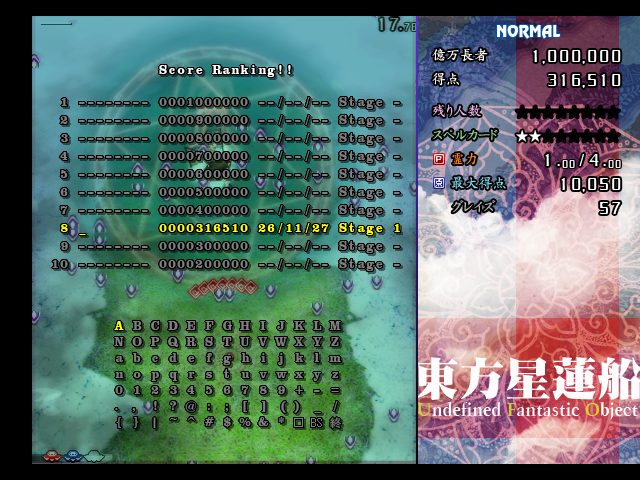 17.
Score Ranking!!
1 -------- 0001000000 --/--/-- Stage -
2 -------- 0000900000 --/--/-- Stage -
3 -------- 0000800000 --/--/-- Stage -
4 -------- 0000700000 --/--/-- Stage -
5 -------- 0000600000 --/--/-- Stage -
6 -------- 0000500000 --/--/-- Stage -
7 -------- 0000400000 --/--/-- Stage -
8 _ 0000316510 26/11/27 Stage 1
9 -------- 0000300000 --/--/-- Stage -
10 -------- 0000200000 --/--/-- Stage -
A B C D E F G H I J K L M
N O P Q R S T U V W X Y Z
a b c d e f g h i j k l m
n o p q r s t u v w x y z
0 1 2 3 4 5 6 7 8 9 + - =
. , ! ? @ : ; [ ] ( ) _ /
{ } | ~ ^ # $ % & * □ BS 終
NORMAL
億万長者 1,000,000
得点 316,510
残り人数
スペルカード ★★
P 霊力 1.00/4.00
点 最大得点 10,050
グレイズ 57
東方星蓮船
Undefined Fantastic Object